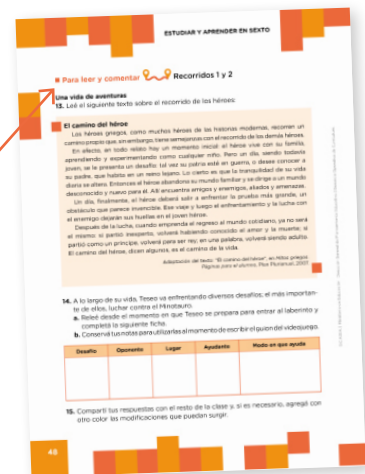 ESTUDIAR Y APRENDER EN SEXTO
Para leer y comentar Recorridos 1 y 2
Una vida de aventuras
13. Leé el siguiente texto sobre el recorrido de los héroes:
El camino del héroe
Los héroes griegos, como muchos héroes de las historias modernas, recorren un
camino propio que, sin embargo, tiene semejanzas con el recorrido de los demás héroes.
En efecto, en todo relato hay un momento inicial: el héroe vive con su familia,
aprendiendo y experimentando como cualquier niño. Pero un día, siendo todavía
joven, se le presenta un desafío: tal vez su patria esté en guerra, o desee conocer a
su padre, que habita en un reino lejano. Lo cierto es que la tranquilidad de su vida
diaria se altera. Entonces el héroe abandona su mundo familiar y se dirige a un mundo
desconocido y nuevo para él. Allí encuentra amigos y enemigos, aliados y amenazas.
Un día, finalmente, el héroe deberá salir a enfrentar la prueba más grande, un
obstáculo que parece invencible. Ese viaje y luego el enfrentamiento y la lucha con
el enemigo dejarán sus huellas en el joven héroe.
Después de la lucha, cuando emprenda el regreso al mundo cotidiano, ya no será
el mismo: si partió inexperto, volverá habiendo conocido el amor y la muerte; si
partió como un príncipe, volverá para ser rey; en una palabra, volverá siendo adulto.
El camino del héroe, dicen algunos, es el camino de la vida.
Adaptación del texto "El camino del héroe", en Mitos griegos.
Páginas para el alumno,
14. A lo largo de su vida, Teseo va enfrentando diversos desafíos; el más importan-
te de ellos, luchar contra el Minotauro.
a. Releé desde el momento en que Teseo se prepara para entrar al laberinto y
completá la siguiente ficha.
b. Conservá tus notas para utilizarlas al momento de escribir el guion del videojuego.
Desafío Oponente Lugar Ayudante Modo en que ayuda
15. Compartí tus respuestas con el resto de la clase y, si es necesario, agregá con
otro color las modificaciones que puedan surgir.
48